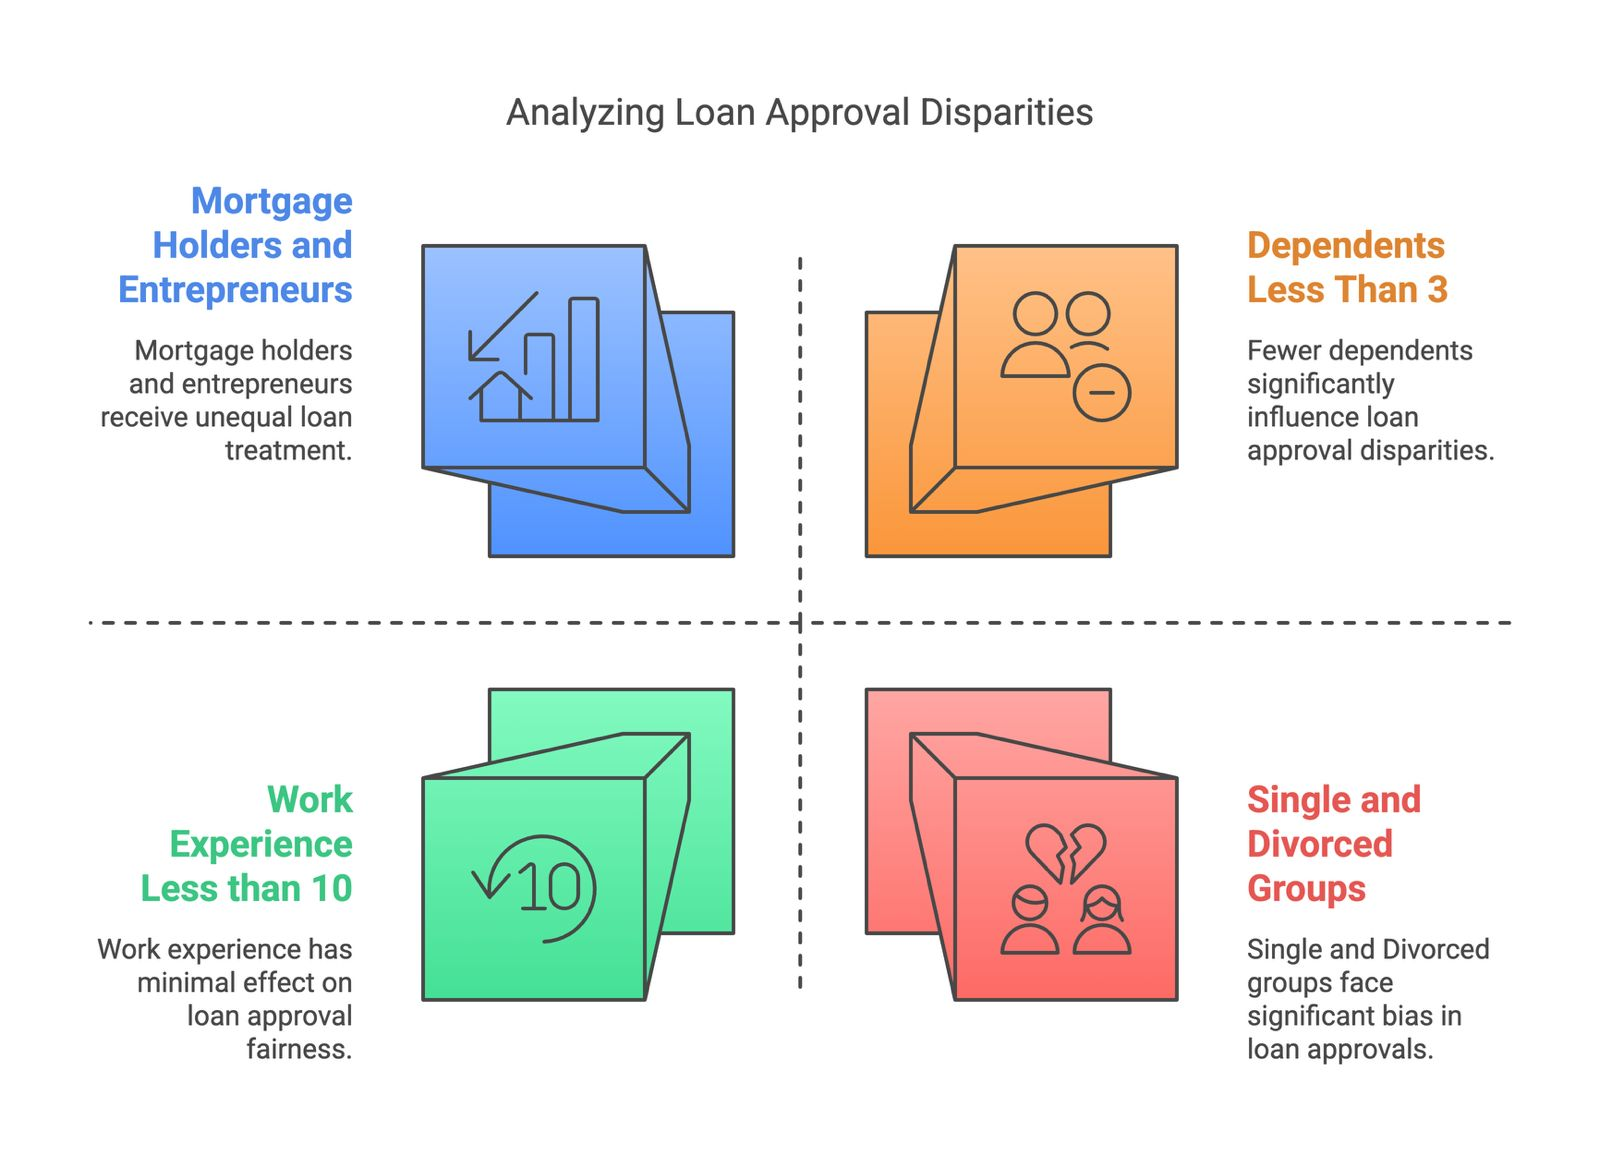 Analyzing Loan Approval Disparities
Mortgage
Holders and
Entrepreneurs
Mortgage holders
and entrepreneurs
receive unequal loan
treatment.
Dependents
Less Than 3
Fewer dependents
significantly
influence loan
approval disparities.
Work
Experience
Less than 10
Work experience has
minimal effect on
loan approval
fairness.
10
Single and
Divorced
Groups
Single and Divorced
groups face
significant bias in
loan approvals.